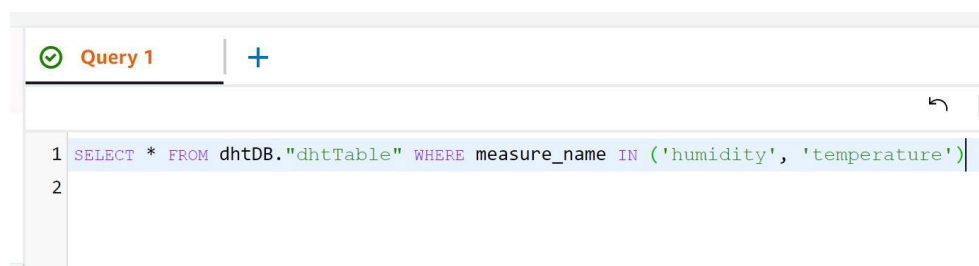 Query 1
1 SELECT * FROM dhtDB."dhtTable" WHERE measure_name IN ('humidity', 'temperature')
2